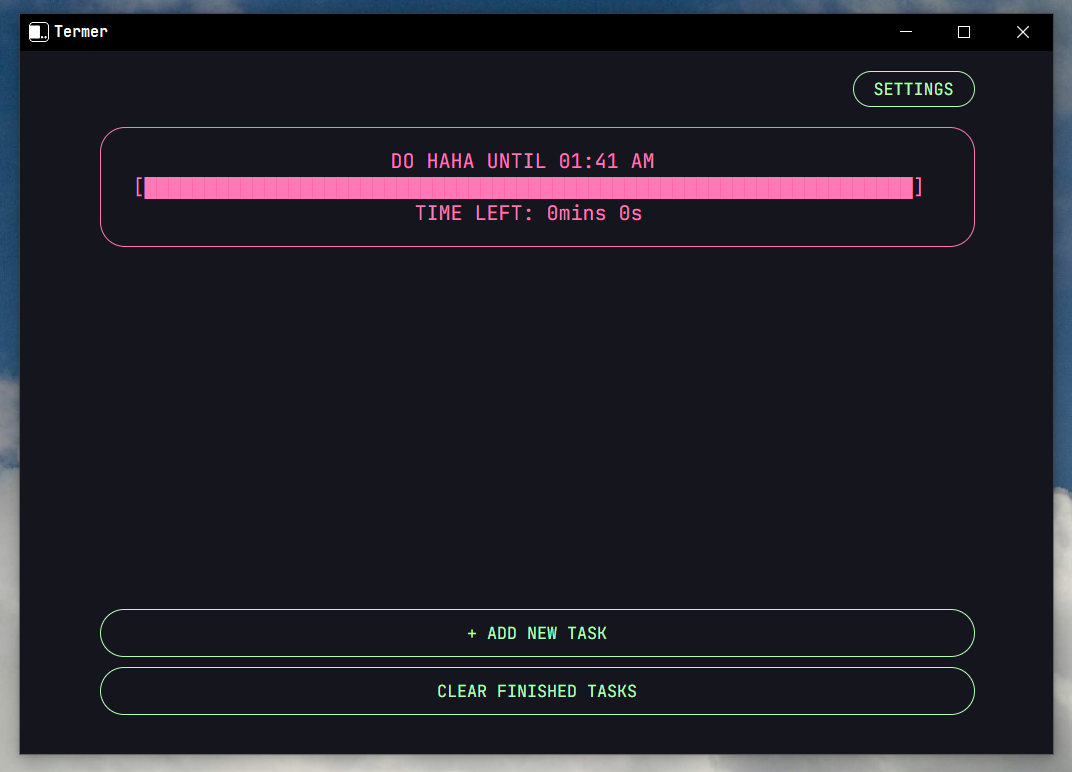 Termer
SETTINGS
DO HAHA UNTIL 01:41 AM
[████████████████████████████████████████████████████████████████]
TIME LEFT: 0mins 0s
+ ADD NEW TASK
CLEAR FINISHED TASKS